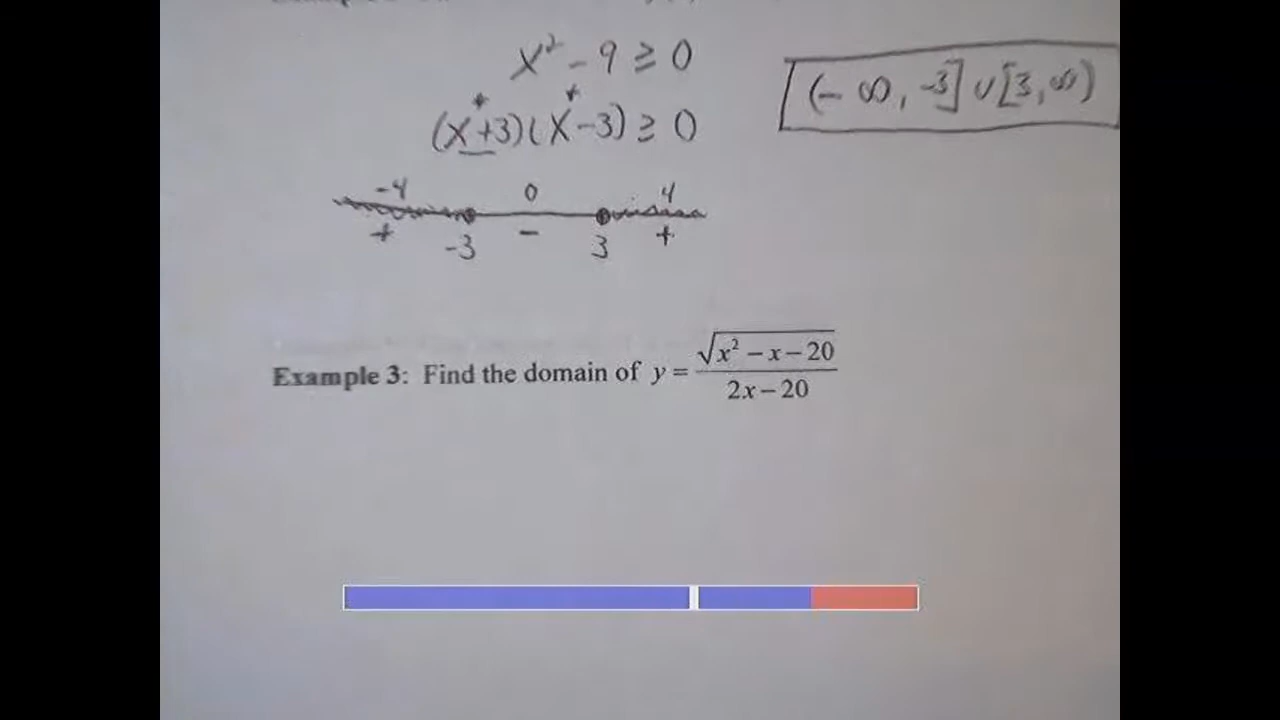 x² - 9 ≥ 0
(-∞, -3] ∪ [3, ∞)
(x+3)(x-3) ≥ 0
+ +
-4 0 4
+ -3 - 3 +
Example 3: Find the domain of y = √(x² - x - 20) / (2x - 20)